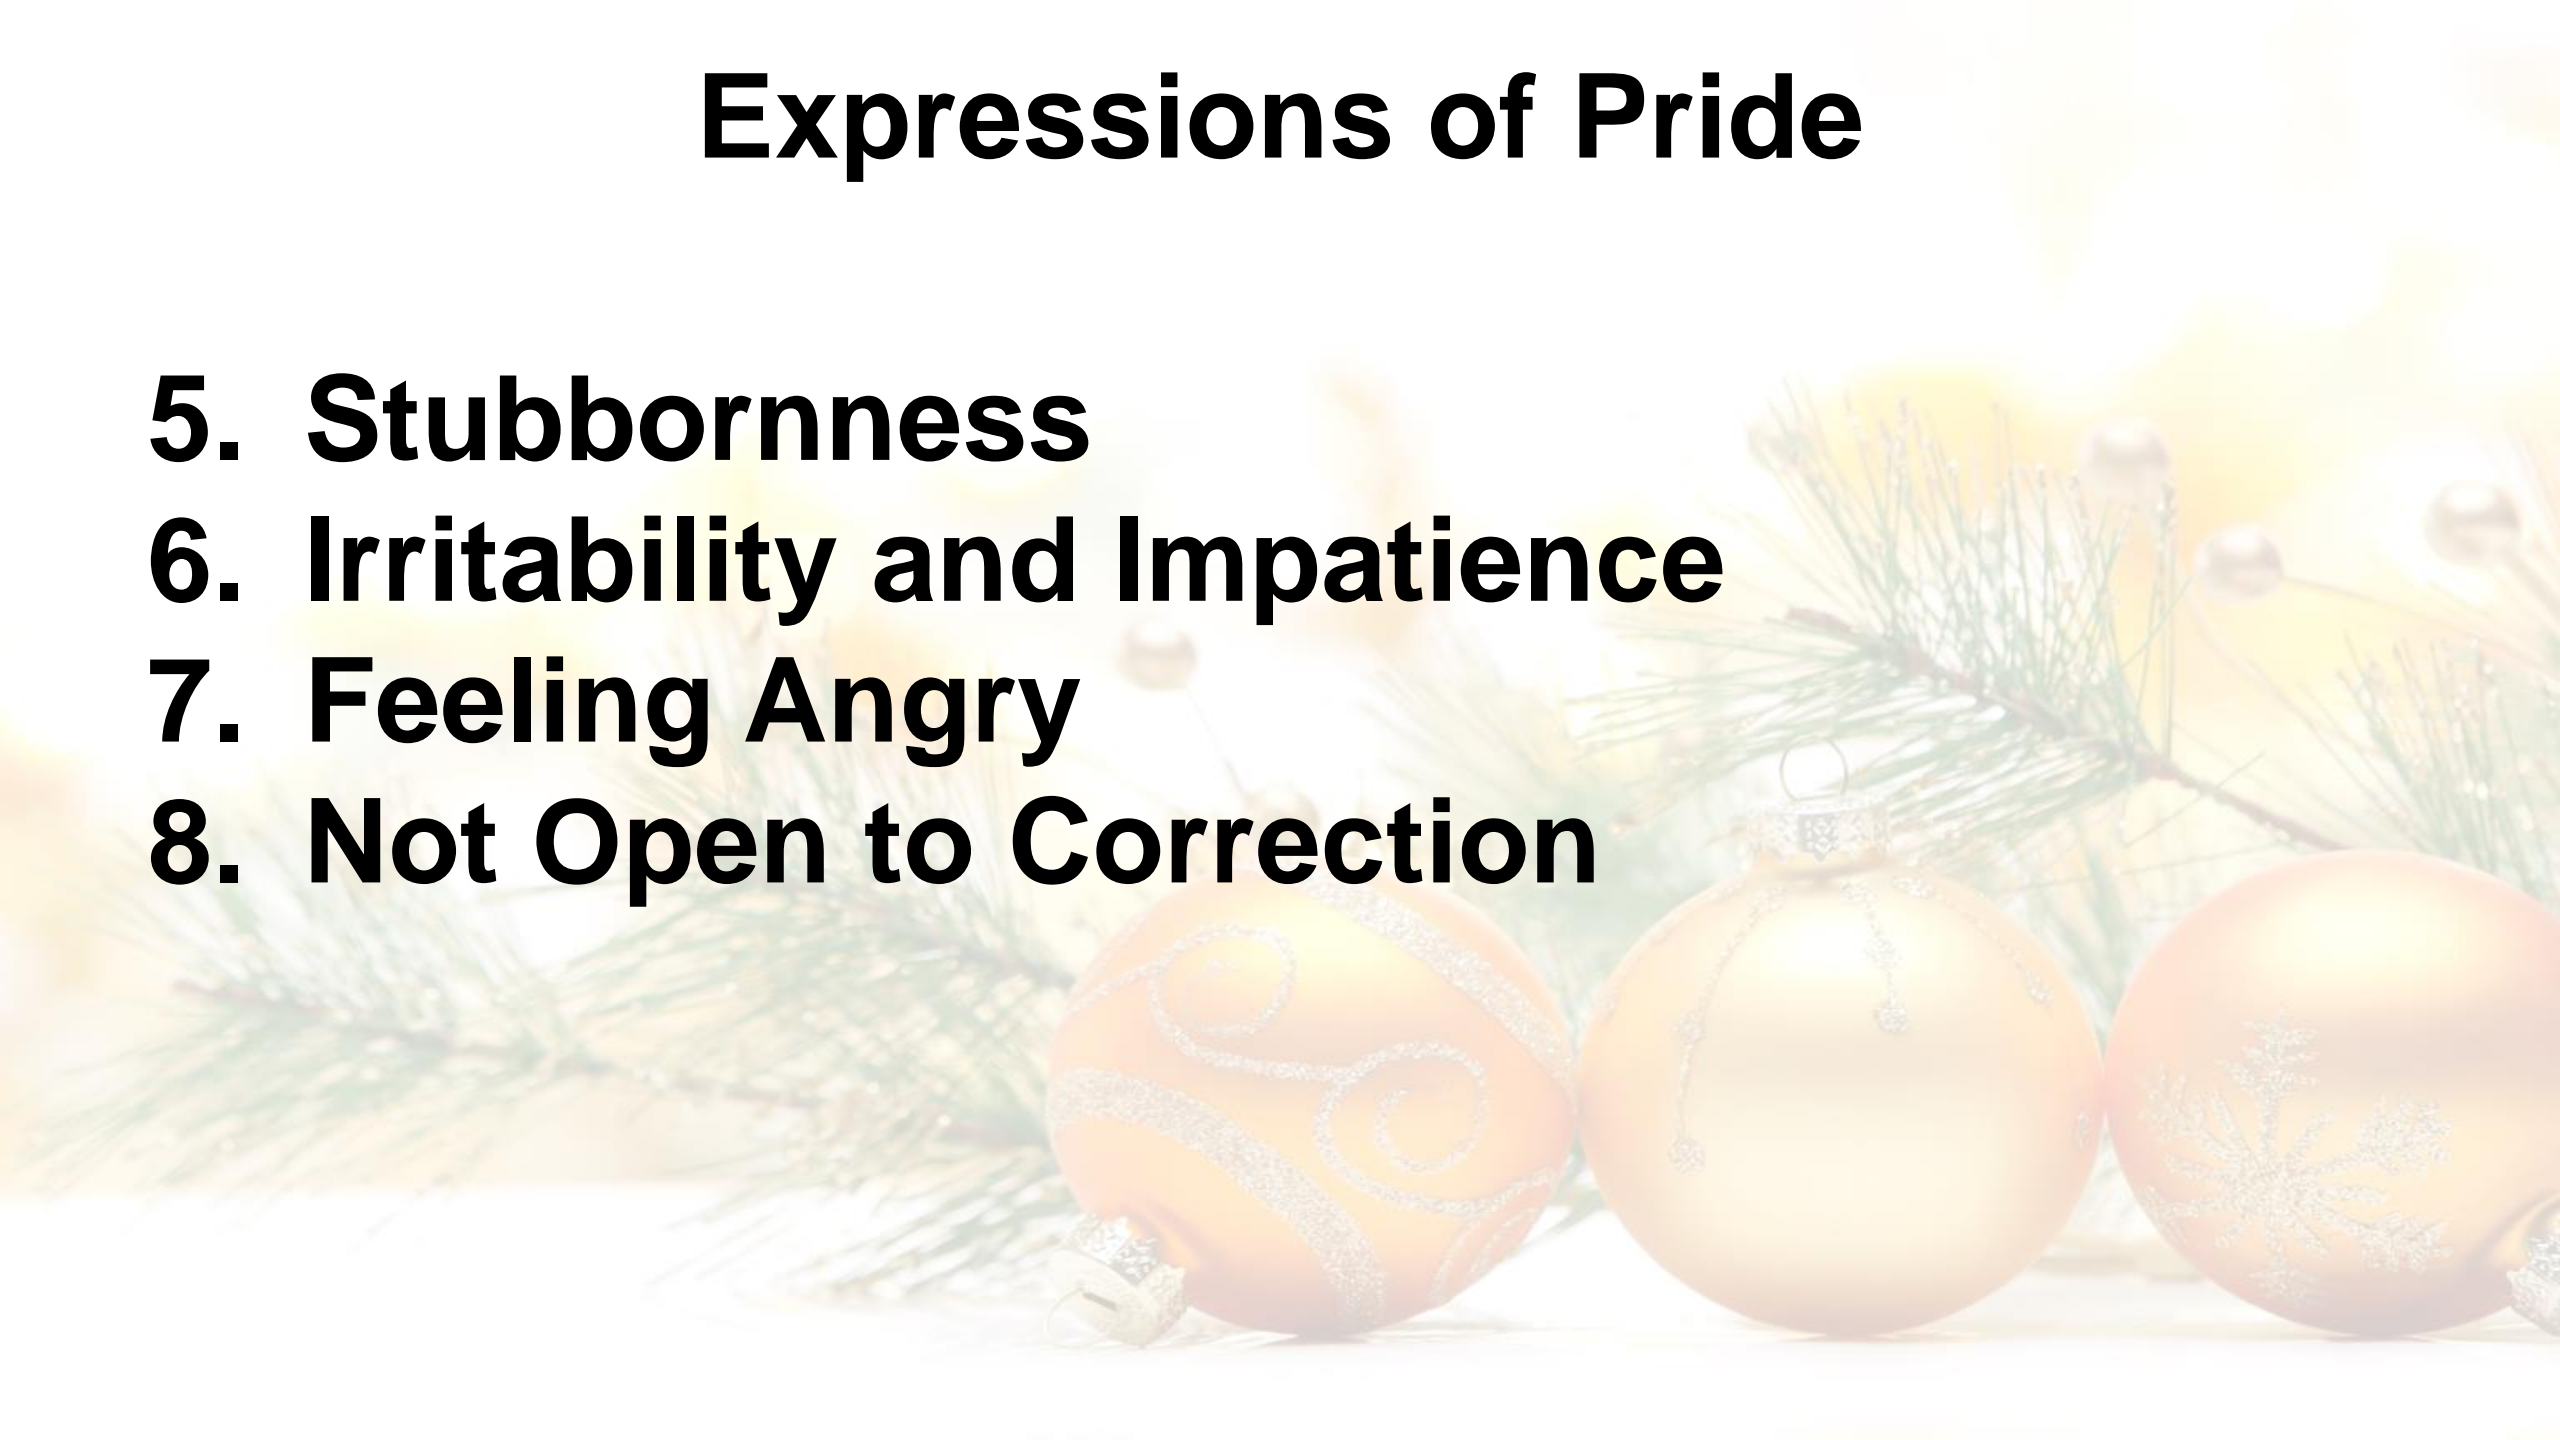 Expressions of Pride
5. Stubbornness
6. Irritability and Impatience
7. Feeling Angry
8. Not Open to Correction